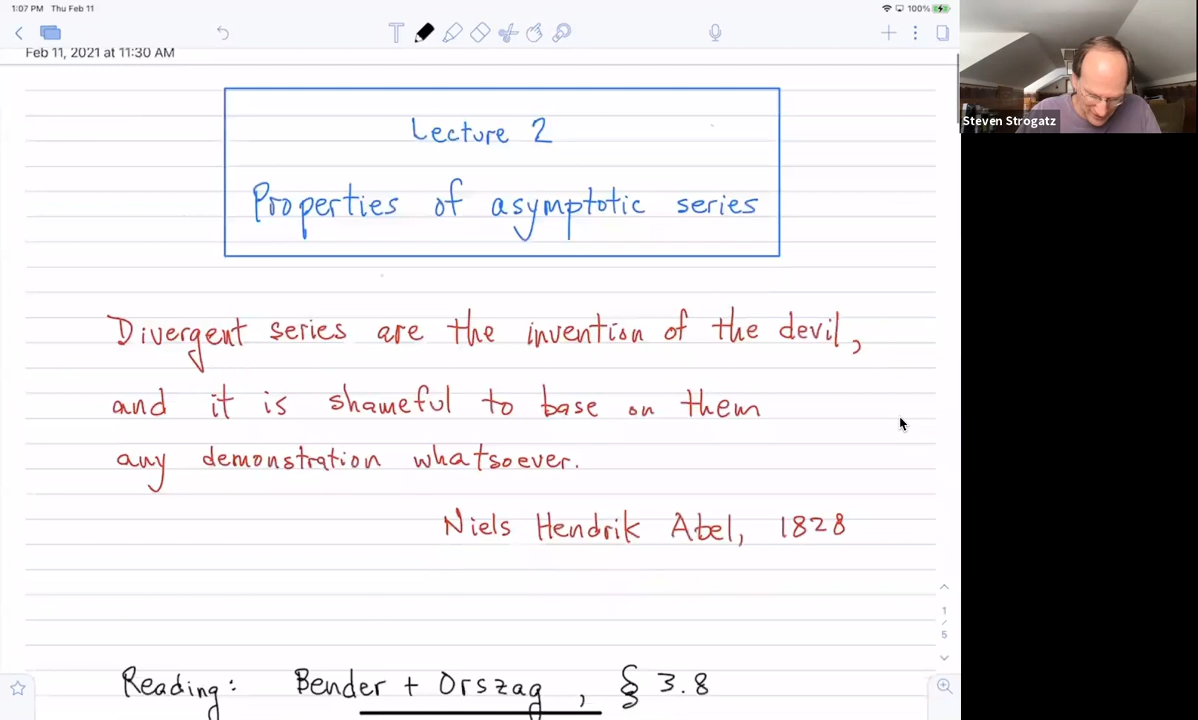 1:07 PM Thu Feb 11
100%
Feb 11, 2021 at 11:30 AM
Steven Strogatz
Lecture 2
Properties of asymptotic series
Divergent series are the invention of the devil,
and it is shameful to base on them
any demonstration whatsoever.
Niels Hendrik Abel, 1828
1
/
5
Reading: Bender + Orszag, § 3.8